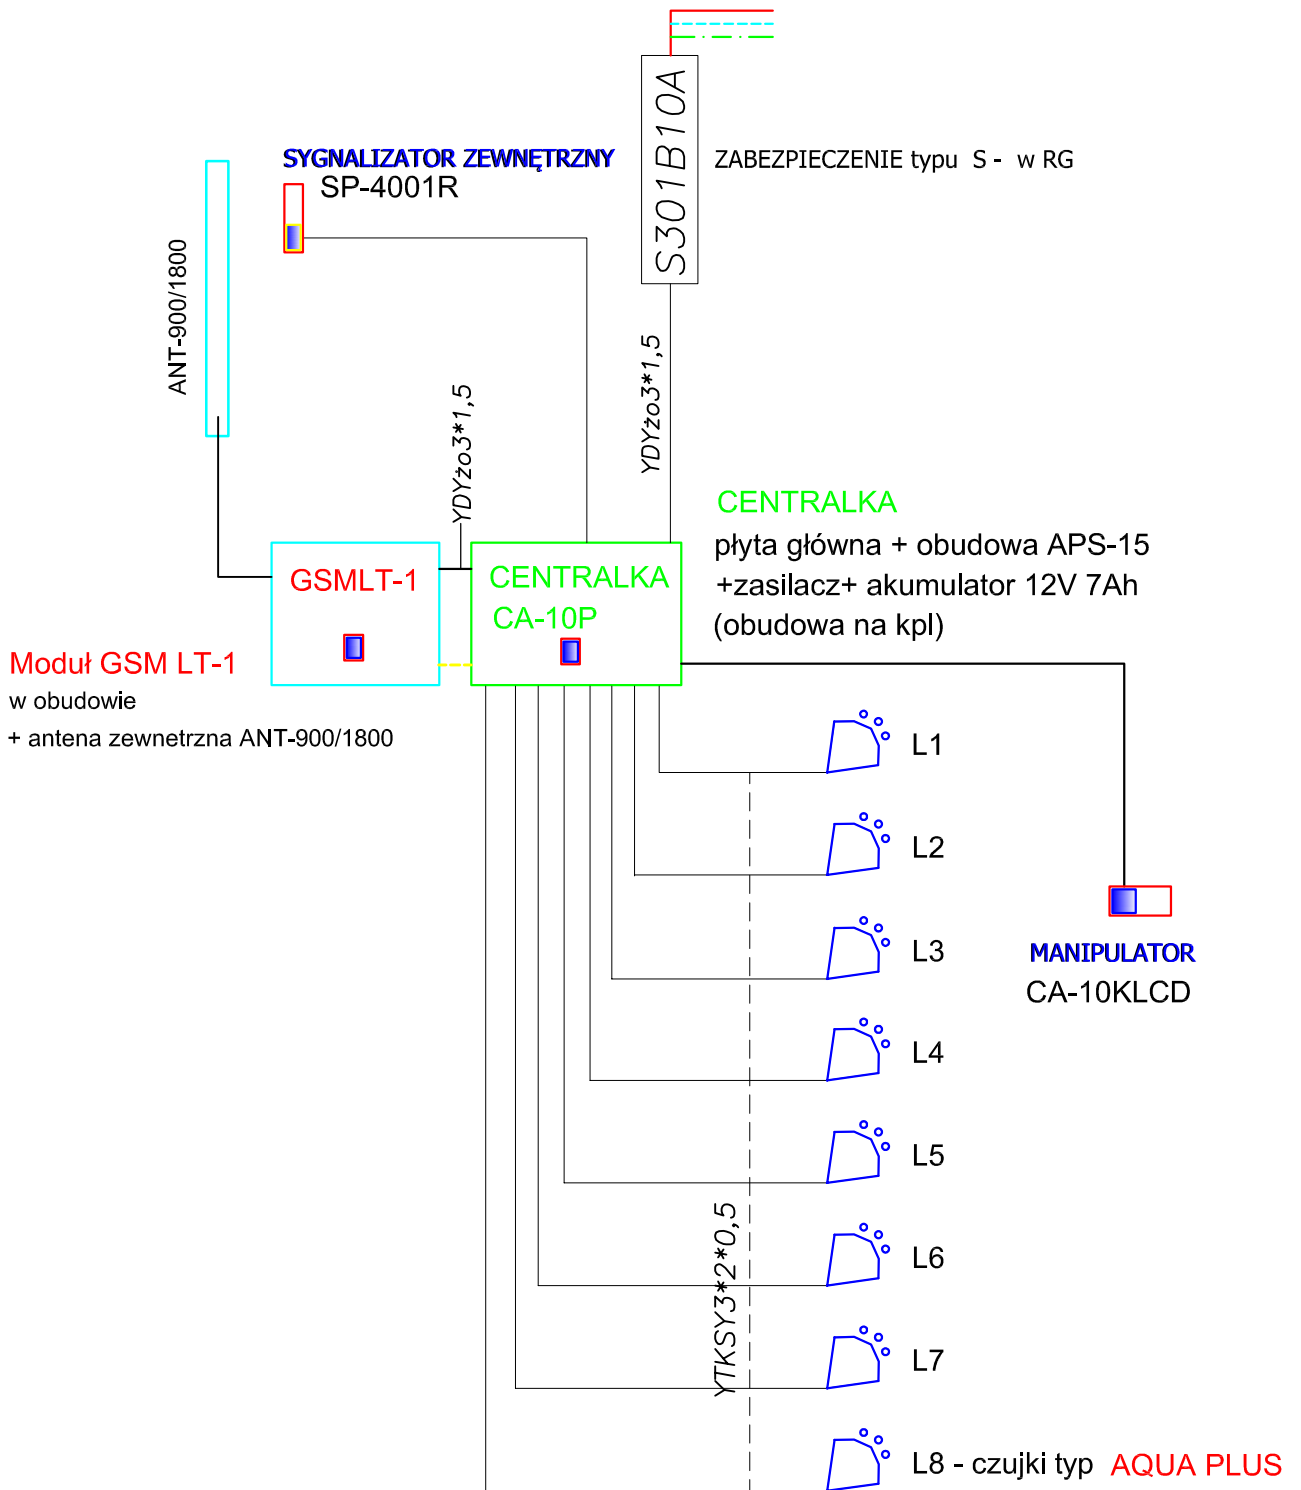 S301B10A
SYGNALIZATOR ZEWNĘTRZNY
SP-4001R
ZABEZPIECZENIE typu S - w RG
ANT-900/1800
YDYżo3*1,5
YDYżo3*1,5
CENTRALKA
płyta główna + obudowa APS-15
+zasilacz+ akumulator 12V 7Ah
(obudowa na kpl)
GSMLT-1
CENTRALKA
CA-10P
Moduł GSM LT-1
w obudowie
+ antena zewnetrzna ANT-900/1800
L1
L2
L3
MANIPULATOR
CA-10KLCD
L4
L5
YTKSY3*2*0,5
L6
L7
L8 - czujki typ AQUA PLUS